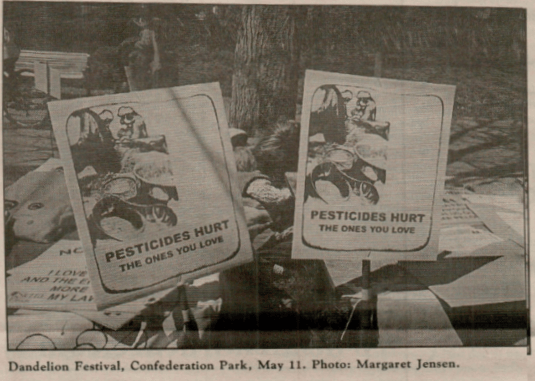 PESTICIDES HURT
THE ONES YOU LOVE
PESTICIDES HURT
THE ONES YOU LOVE
I LOVE
AND THE
MORE
MY
Dandelion Festival, Confederation Park, May 11. Photo: Margaret Jensen.